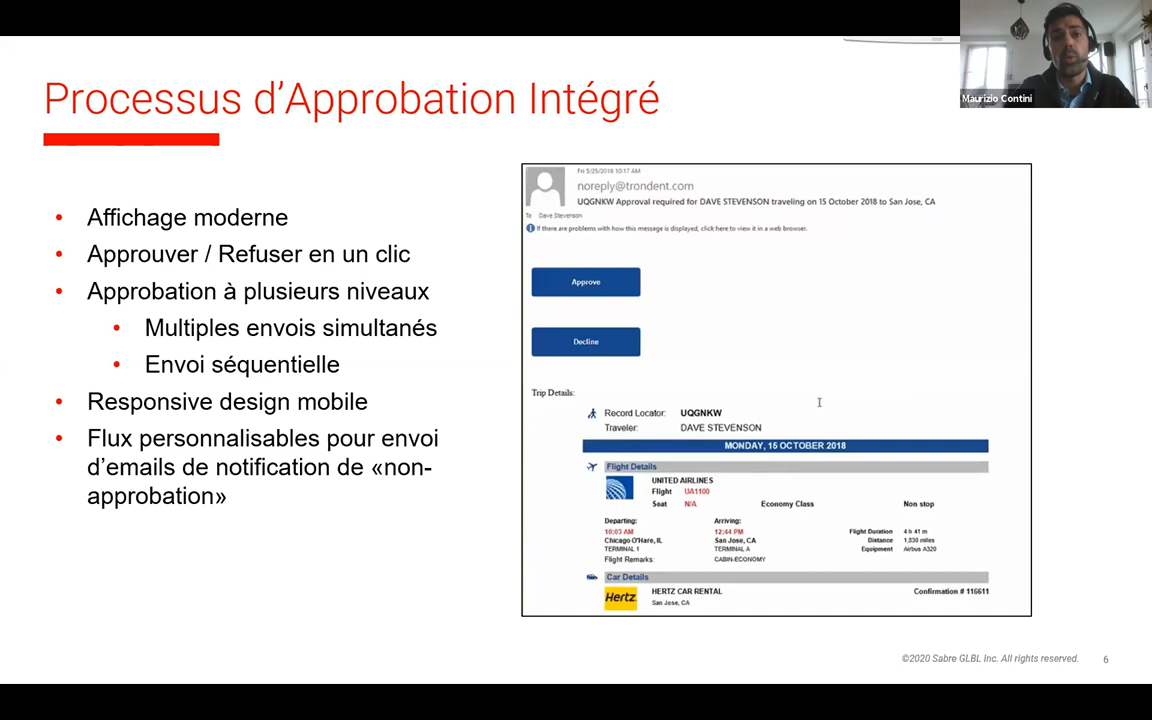 Processus d’Approbation Intégré
Maurizio Contini
• Affichage moderne
• Approuver / Refuser en un clic
• Approbation à plusieurs niveaux
• Multiples envois simultanés
• Envoi séquentielle
• Responsive design mobile
• Flux personnalisables pour envoi
d’emails de notification de «non-
approbation»
Fri 5/25/2018 10:17 AM
noreply@trondent.com
UQGNKW Approval required for DAVE STEVENSON traveling on 15 October 2018 to San Jose, CA
To Dave Stevenson
If there are problems with how this message is displayed, click here to view it in a web browser.
Approve
Decline
Trip Details:
Record Locator: UQGNKW
Traveler: DAVE STEVENSON
MONDAY, 15 OCTOBER 2018
Flight Details
UNITED AIRLINES
Flight UA1100
Seat N/A Economy Class Non stop
Departing: Arriving:
10:03 AM 12:44 PM Flight Duration 4 h 41 m
Chicago O'Hare, IL San Jose, CA Distance 1,830 miles
TERMINAL 1 TERMINAL A Equipment Airbus A320
Flight Remarks: CABIN-ECONOMY
Car Details
Hertz HERTZ CAR RENTAL Confirmation # 116611
San Jose, CA
©2020 Sabre GLBL Inc. All rights reserved. 6